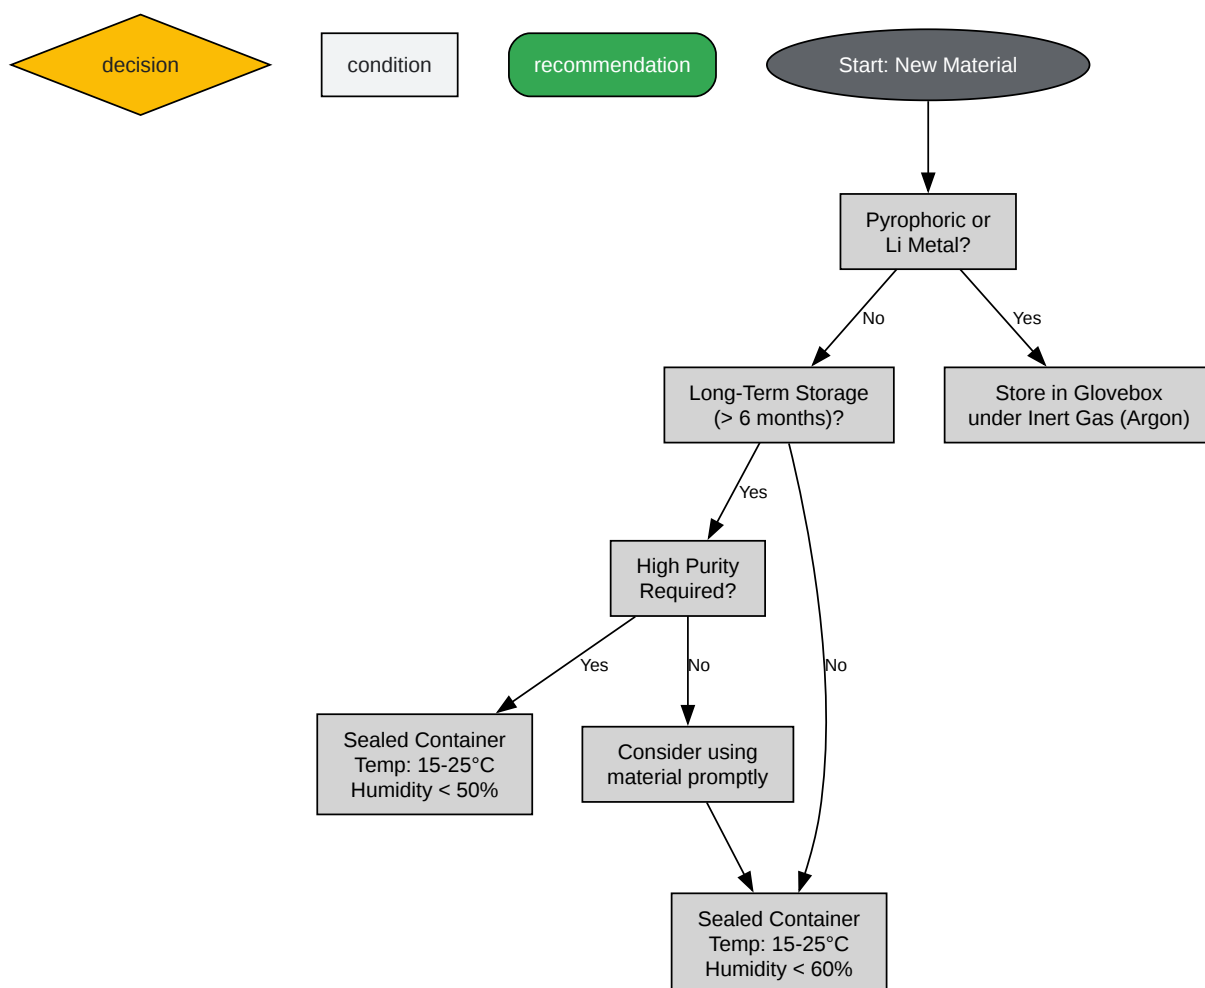 decision
condition
recommendation
Start: New Material
Pyrophoric or
Li Metal?
No
Yes
Long-Term Storage
(> 6 months)?
Store in Glovebox
under Inert Gas (Argon)
Yes
High Purity
Required?
Yes
No
No
Sealed Container
Temp: 15-25°C
Humidity < 50%
Consider using
material promptly
Sealed Container
Temp: 15-25°C
Humidity < 60%